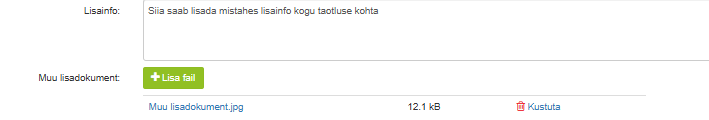 Lisainfo: Siia saab lisada mistahes lisainfo kogu taotluse kohta
Muu lisadokument: Lisa fail
Muu lisadokument.jpg 12.1 kB Kustuta